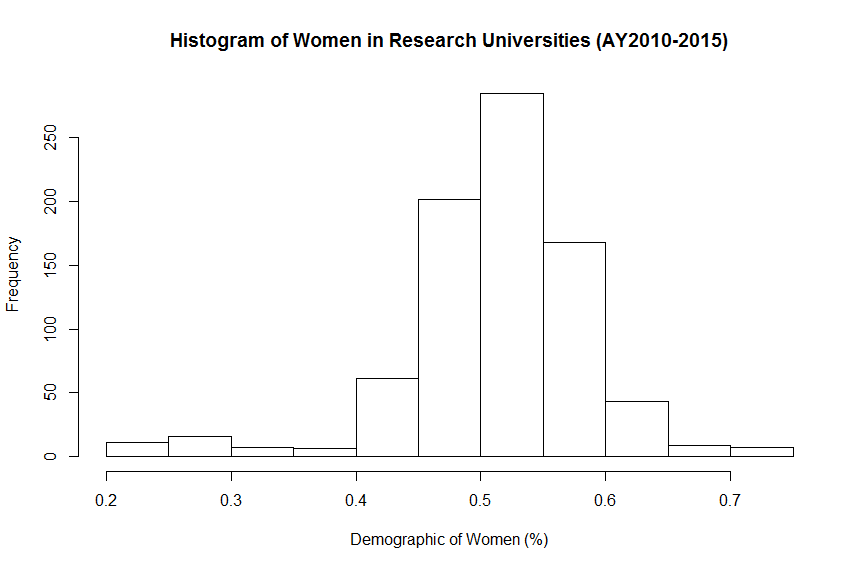 Histogram of Women in Research Universities (AY2010-2015)
Frequency
250
200
150
100
50
0
0.2 0.3 0.4 0.5 0.6 0.7
Demographic of Women (%)